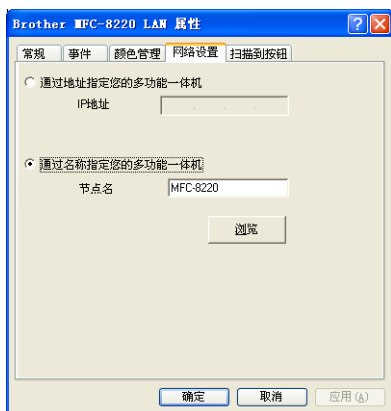 Brother MFC-8220 LAN 属性
常规 事件 颜色管理 网络设置 扫描到按钮
通过地址指定您的多功能一体机
IP地址
通过名称指定您的多功能一体机
节点名 MFC-8220
浏览
确定 取消 应用(A)